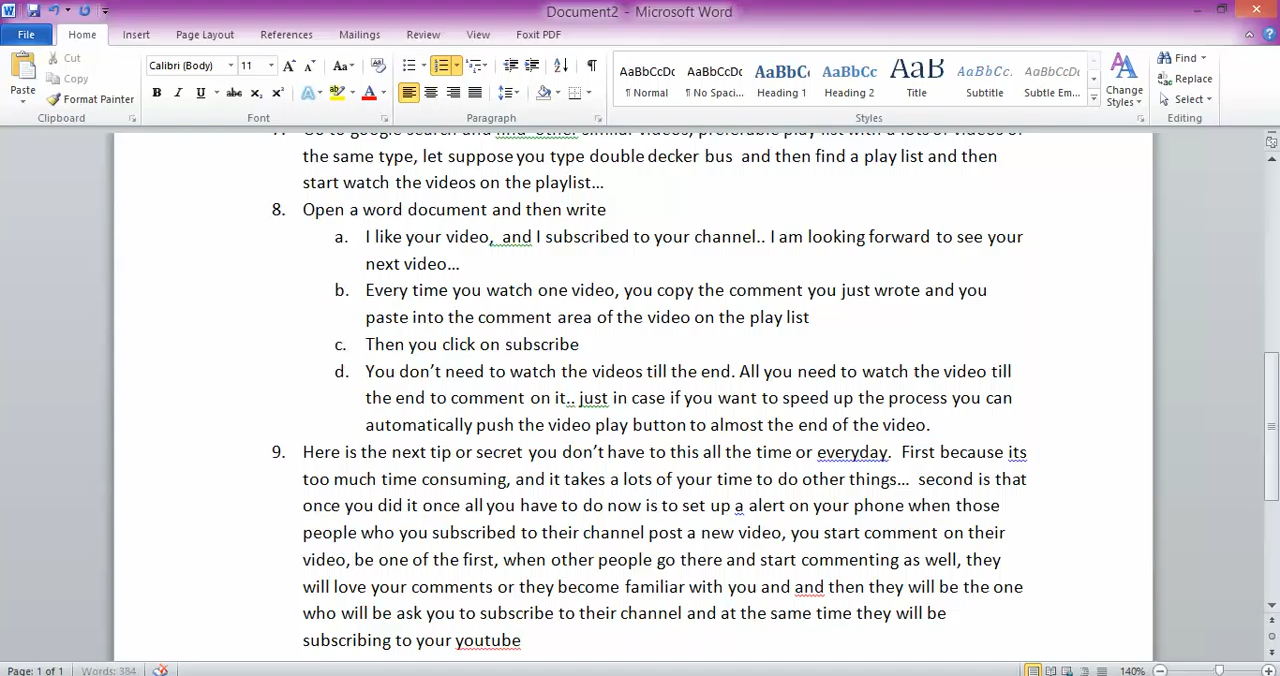 Document2 - Microsoft Word
File Home Insert Page Layout References Mailings Review View Foxit PDF
Paste
Cut
Copy
Format Painter
Clipboard
Calibri (Body) 11
Font
Paragraph
AaBbCcDc AaBbCcDc AaBbC AaBbCc AaB AaBbCc. AaBbCcDc
¶ Normal ¶ No Spaci... Heading 1 Heading 2 Title Subtitle Subtle Em...
Styles
Change Styles
Find
Replace
Select
Editing
the same type, let suppose you type double decker bus and then find a play list and then
start watch the videos on the playlist…
8. Open a word document and then write
a. I like your video, and I subscribed to your channel.. I am looking forward to see your
next video…
b. Every time you watch one video, you copy the comment you just wrote and you
paste into the comment area of the video on the play list
c. Then you click on subscribe
d. You don’t need to watch the videos till the end. All you need to watch the video till
the end to comment on it.. just in case if you want to speed up the process you can
automatically push the video play button to almost the end of the video.
9. Here is the next tip or secret you don’t have to this all the time or everyday. First because its
too much time consuming, and it takes a lots of your time to do other things… second is that
once you did it once all you have to do now is to set up a alert on your phone when those
people who you subscribed to their channel post a new video, you start comment on their
video, be one of the first, when other people go there and start commenting as well, they
will love your comments or they become familiar with you and and then they will be the one
who will be ask you to subscribe to their channel and at the same time they will be
subscribing to your youtube
Page: 1 of 1 Words: 384 140%